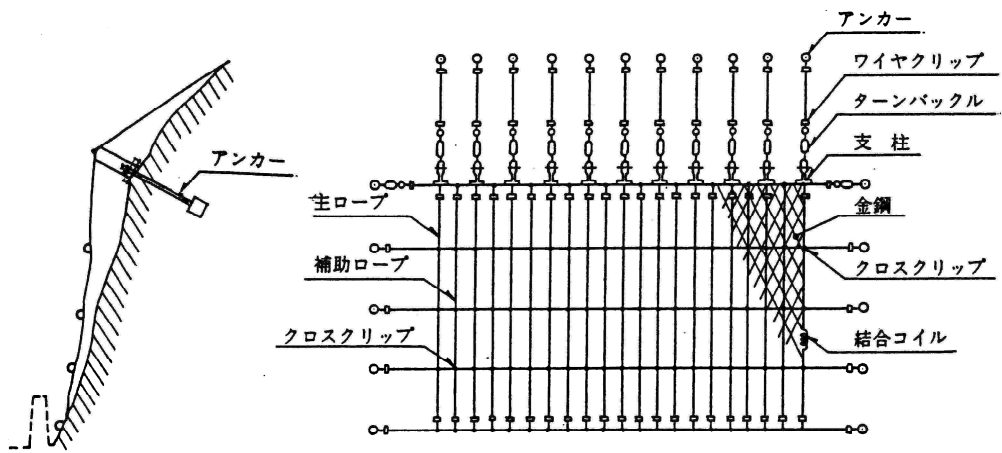 アンカー
アンカー
ワイヤクリップ
ターンバックル
支柱
主ロープ
金鋼
補助ロープ
クロスクリップ
クロスクリップ
結合コイル